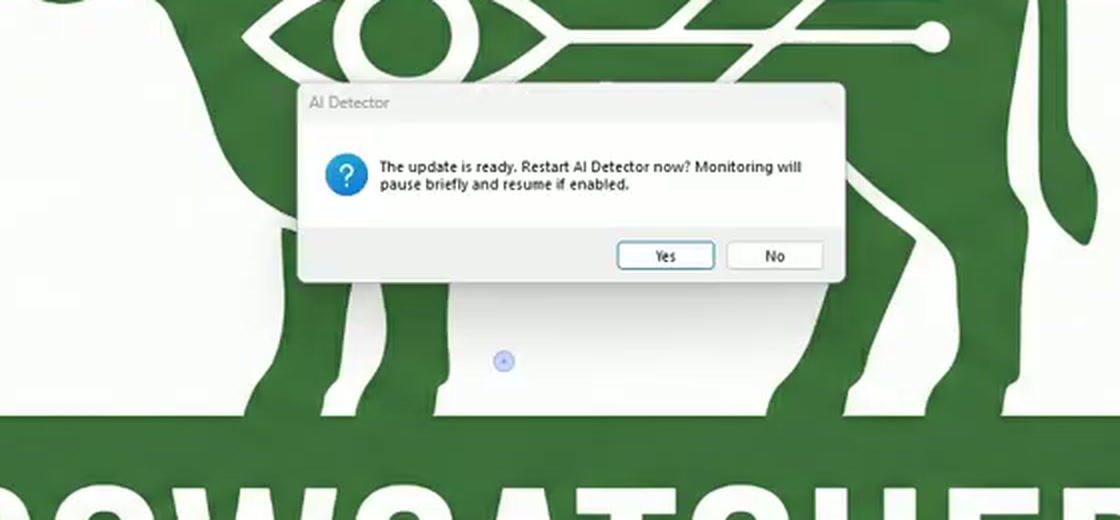 AI Detector
The update is ready. Restart AI Detector now? Monitoring will
pause briefly and resume if enabled.
Yes
No